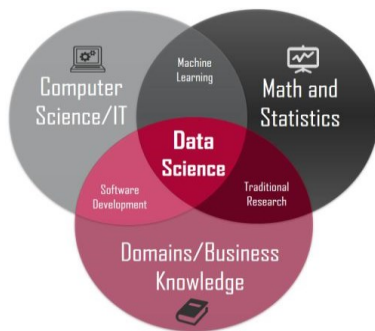 Machine
Learning
Computer
Science/IT
Math and
Statistics
Data
Science
Software
Development
Traditional
Research
Domains/Business
Knowledge